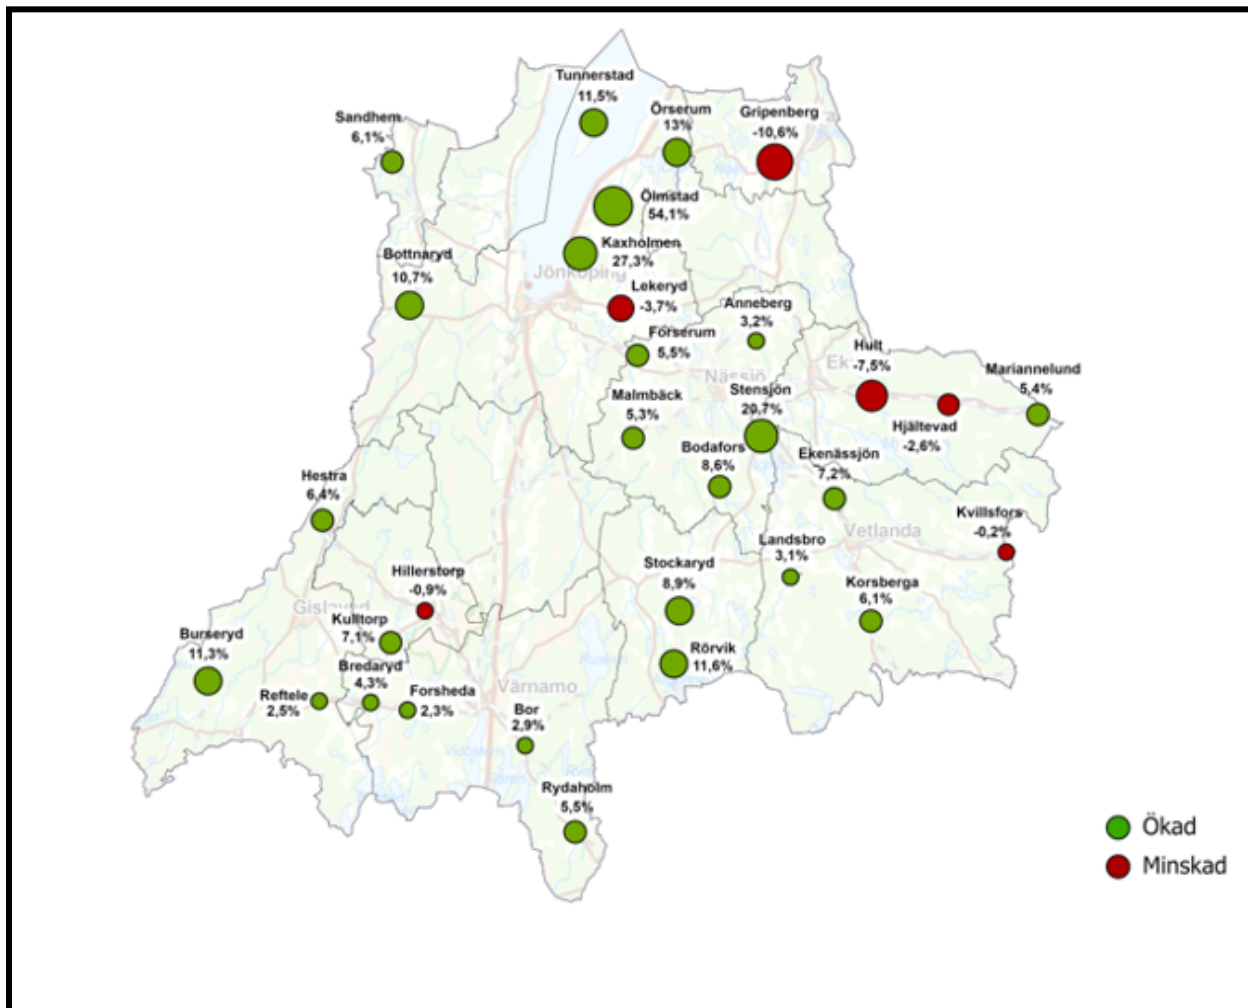 Tunnerstad
11,5%
Sandhem
6,1%
Örserum
13%
Gripenberg
-10,6%
Ölmstad
54,1%
Kaxholmen
27,3%
Bottnaryd
10,7%
Jönköping
Lekeryd
-3,7%
Anneberg
3,2%
Forserum
5,5%
Hult
-7,5%
Ek
Mariannelund
5,4%
Nässjö
Malmbäck
5,3%
Stensjön
20,7%
Hjältevad
-2,6%
Bodafors
8,6%
Ekenässjön
7,2%
Hestra
6,4%
Kvillsfors
-0,2%
Vetlanda
Landsbro
3,1%
Stockaryd
8,9%
Hillerstorp
-0,9%
Korsberga
6,1%
Gislaved
Kulltorp
7,1%
Burseryd
11,3%
Rörvik
11,6%
Bredaryd
4,3%
Reftele
2,5%
Forsheda
2,3%
Värnamo
Bor
2,9%
Rydaholm
5,5%
Ökad
Minskad